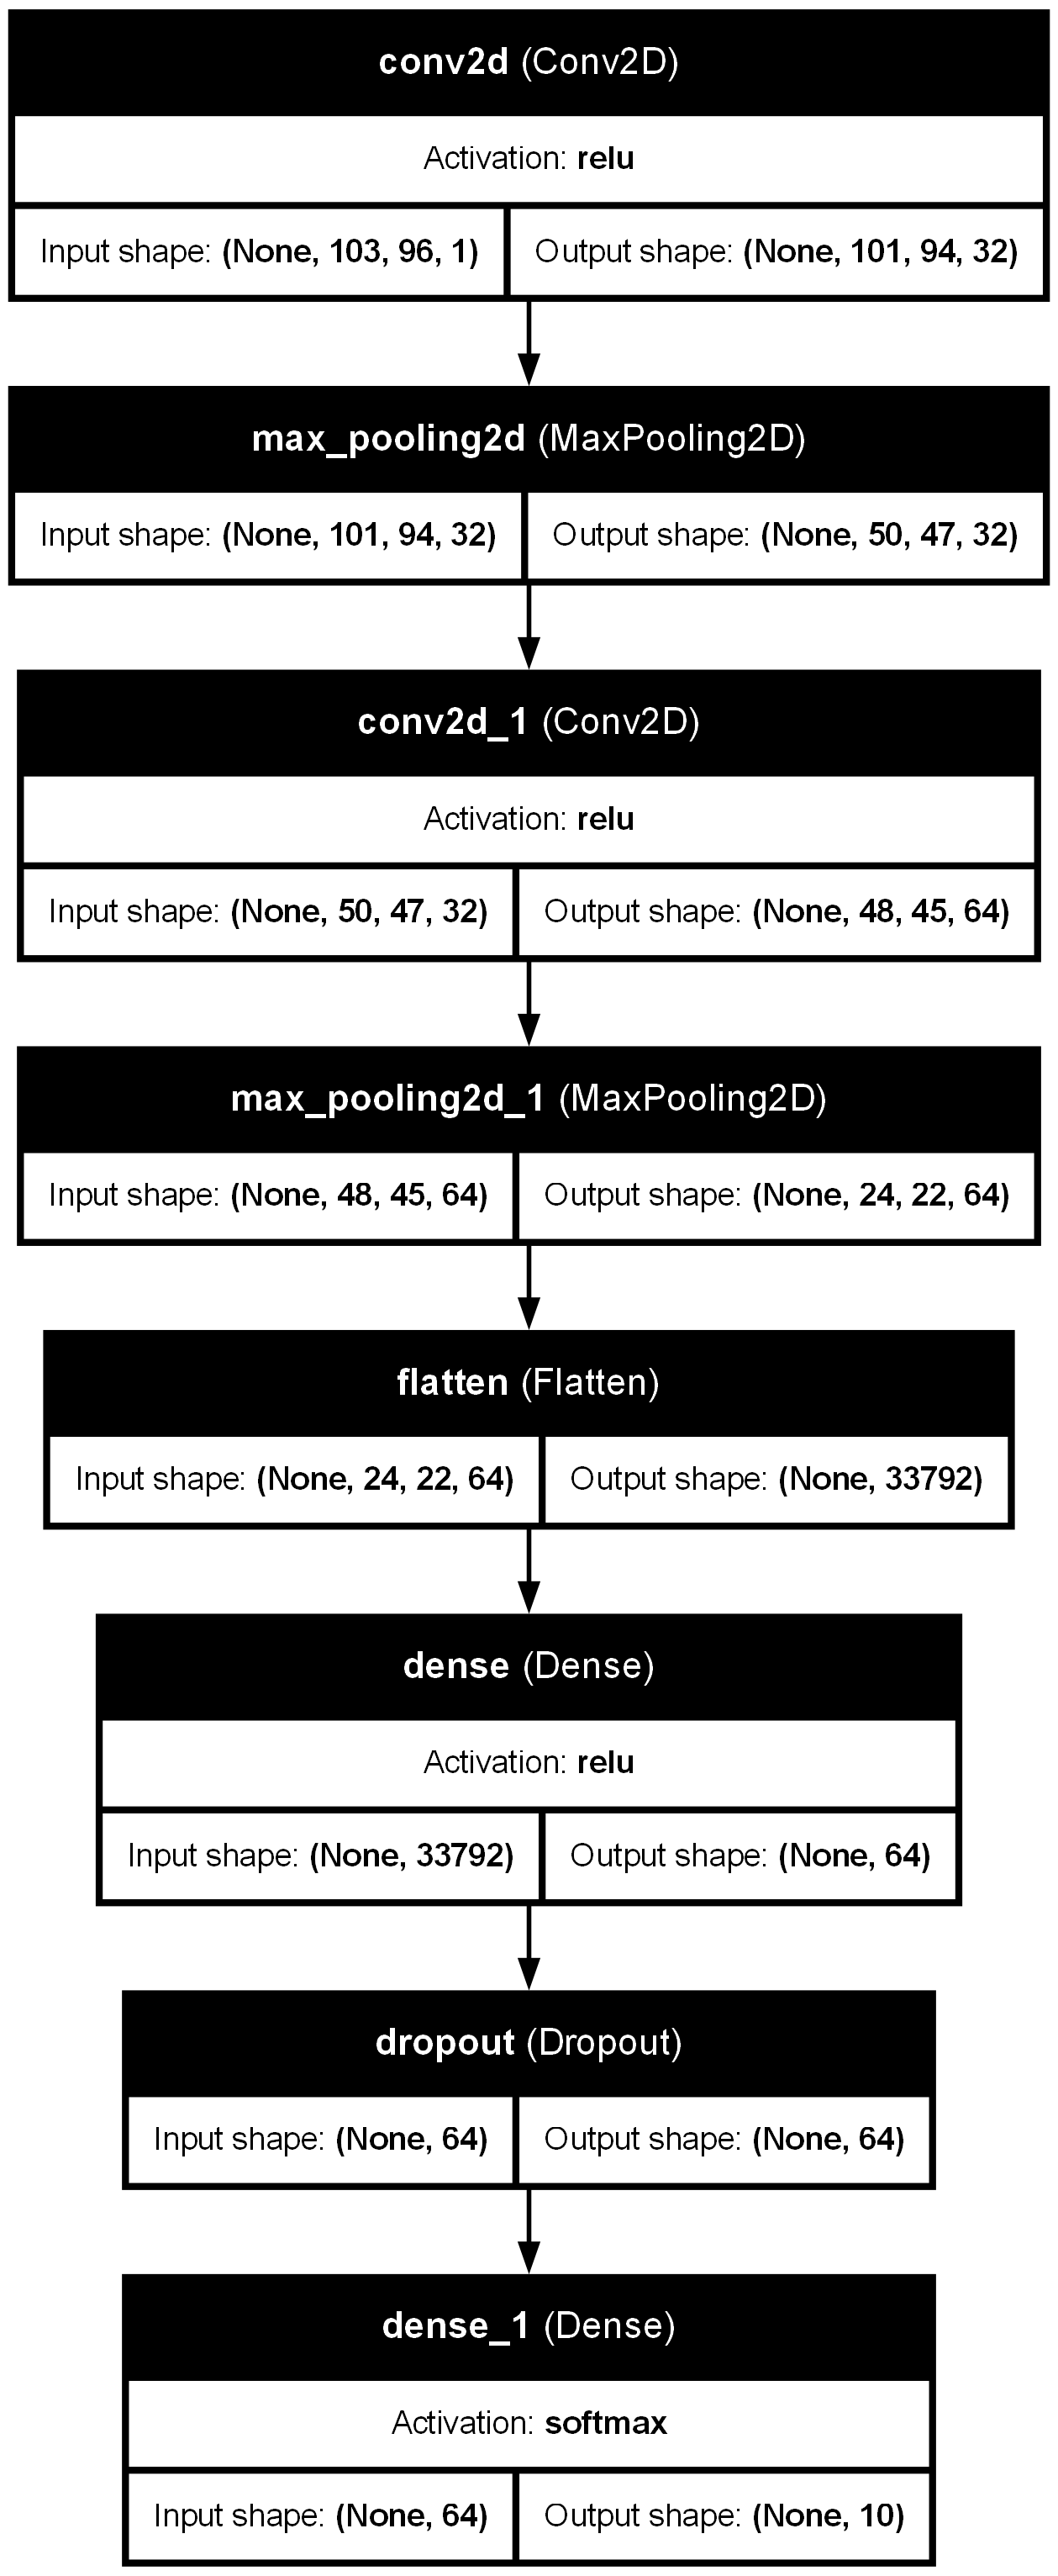 conv2d (Conv2D)
Activation: relu
Input shape: (None, 103, 96, 1) Output shape: (None, 101, 94, 32)
max_pooling2d (MaxPooling2D)
Input shape: (None, 101, 94, 32) Output shape: (None, 50, 47, 32)
conv2d_1 (Conv2D)
Activation: relu
Input shape: (None, 50, 47, 32) Output shape: (None, 48, 45, 64)
max_pooling2d_1 (MaxPooling2D)
Input shape: (None, 48, 45, 64) Output shape: (None, 24, 22, 64)
flatten (Flatten)
Input shape: (None, 24, 22, 64) Output shape: (None, 33792)
dense (Dense)
Activation: relu
Input shape: (None, 33792) Output shape: (None, 64)
dropout (Dropout)
Input shape: (None, 64) Output shape: (None, 64)
dense_1 (Dense)
Activation: softmax
Input shape: (None, 64) Output shape: (None, 10)